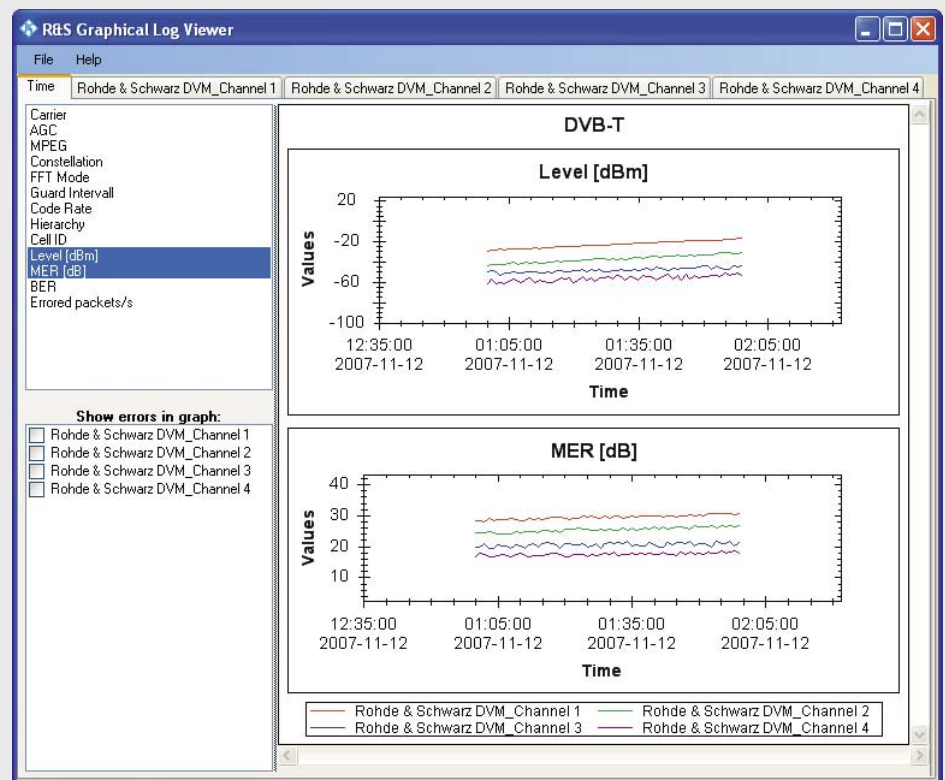 R&S Graphical Log Viewer
File Help
Time Rohde & Schwarz DVM_Channel 1 Rohde & Schwarz DVM_Channel 2 Rohde & Schwarz DVM_Channel 3 Rohde & Schwarz DVM_Channel 4
Carrier
AGC
MPEG
Constellation
FFT Mode
Guard Intervall
Code Rate
Hierarchy
Cell ID
Level [dBm]
MER [dB]
BER
Errored packets/s
Show errors in graph:
Rohde & Schwarz DVM_Channel 1
Rohde & Schwarz DVM_Channel 2
Rohde & Schwarz DVM_Channel 3
Rohde & Schwarz DVM_Channel 4
DVB-T
Level [dBm]
Values
20
-20
-60
-100
12:35:00 01:05:00 01:35:00 02:05:00
2007-11-12 2007-11-12 2007-11-12 2007-11-12
Time
MER [dB]
Values
40
30
20
10
12:35:00 01:05:00 01:35:00 02:05:00
2007-11-12 2007-11-12 2007-11-12 2007-11-12
Time
Rohde & Schwarz DVM_Channel 1 Rohde & Schwarz DVM_Channel 2
Rohde & Schwarz DVM_Channel 3 Rohde & Schwarz DVM_Channel 4